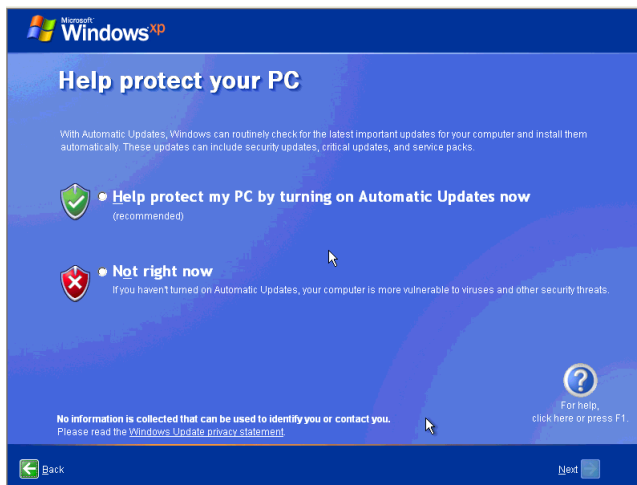 Microsoft
Windows xp
Help protect your PC
With Automatic Updates, Windows can routinely check for the latest important updates for your computer and install them
automatically. These updates can include security updates, critical updates, and service packs.
Help protect my PC by turning on Automatic Updates now
(recommended)
Not right now
If you haven't turned on Automatic Updates, your computer is more vulnerable to viruses and other security threats.
For help,
click here or press F1.
No information is collected that can be used to identify you or contact you.
Please read the Windows Update privacy statement.
Back
Next